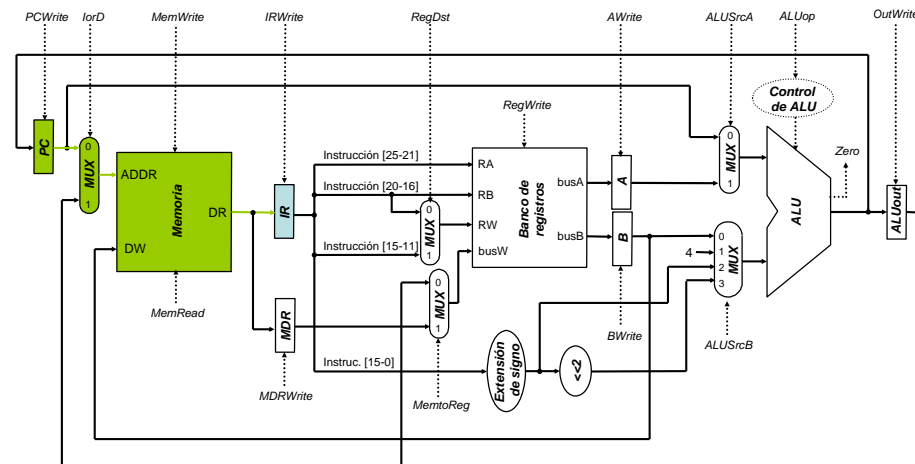 PCWrite
IorD
MemWrite
IRWrite
RegDst
AWrite
ALUSrcA
ALUop
OutWrite
Control
de ALU
RegWrite
Zero
PC
0
MUX
1
ADDR
Memoria
DR
DW
MemRead
IR
Instrucción [25-21]
Instrucción [20-16]
Instrucción [15-11]
0
MUX
1
RA
RB
RW
busW
Banco de
registros
busA
busB
A
B
0
MUX
1
ALU
ALUout
0
4
1
MUX
2
3
0
MUX
1
MDR
MDRWrite
MemtoReg
BWrite
ALUSrcB
Instruc. [15-0]
Extensión
de signo
<<2